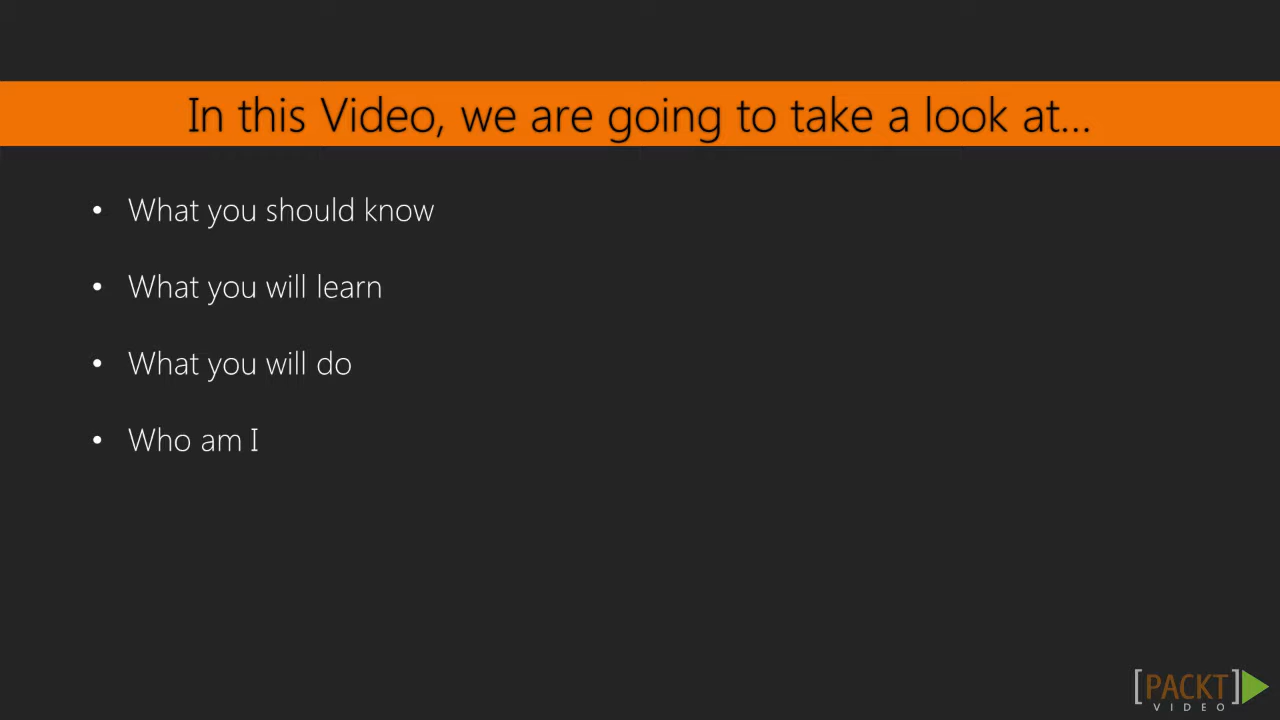 In this Video, we are going to take a look at...
• What you should know
• What you will learn
• What you will do
• Who am I
[PACKT]
VIDEO